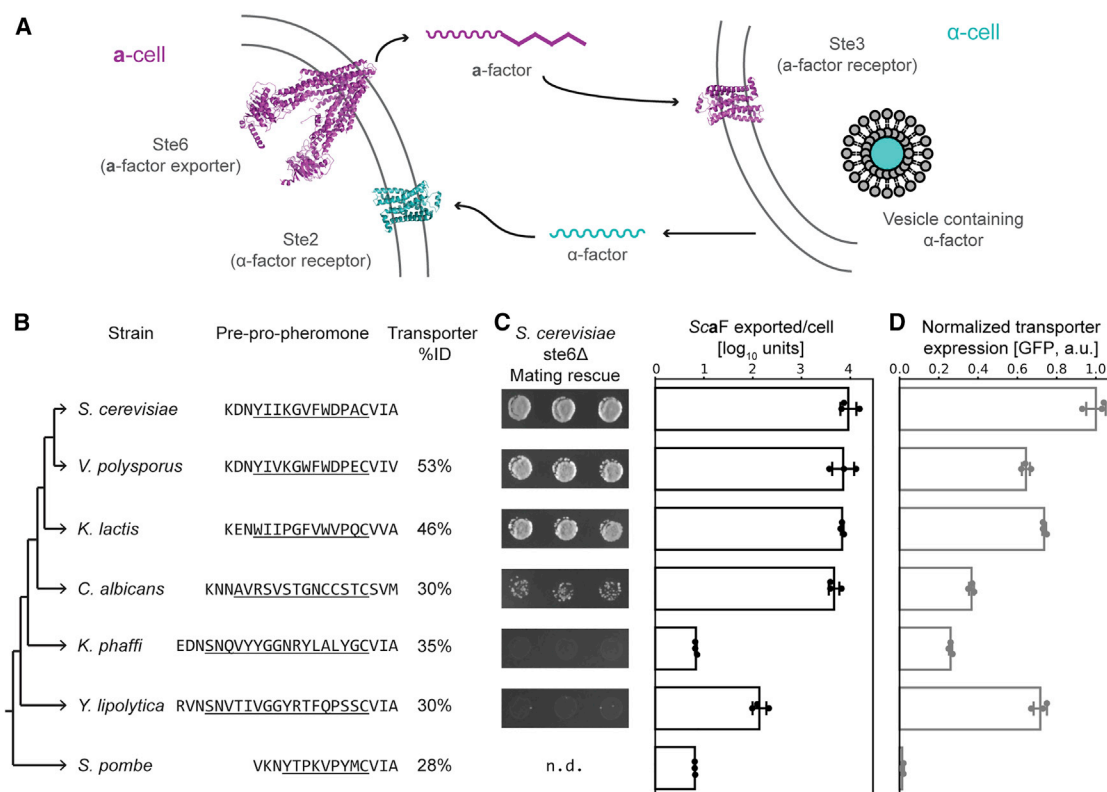 A
a-cell
α-cell
a-factor
Ste3
(a-factor receptor)
Ste6
(a-factor exporter)
Vesicle containing
α-factor
Ste2
(α-factor receptor)
α-factor
B
Strain
Pre-pro-pheromone
Transporter
%ID
S. cerevisiae KDNYIIKGVFWDPACVIA
V. polysporus KDNYIVKGWFWDPECVIV 53%
K. lactis KENWIIPGFVWVPQCVVA 46%
C. albicans KNNAVRSVSTGNCCSTCSVM 30%
K. phaffi EDNSNQVYYGGNRYLALYGCVIA 35%
Y. lipolytica RVNSNVTIVGGYRTFQPSSCVIA 30%
S. pombe VKNYTPKVPYMCVIA 28%
C
S. cerevisiae
ste6Δ
Mating rescue
n.d.
ScaF exported/cell
[log10 units]
0 1 2 3 4
D
Normalized transporter
expression [GFP, a.u.]
0.0 0.2 0.4 0.6 0.8 1.0